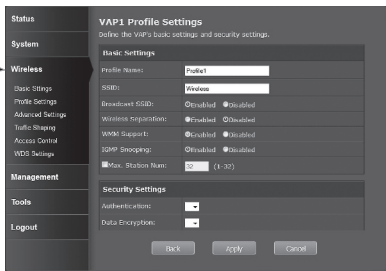 Status
System
Wireless
Basic Sttings
Profile Settings
Advanced Settings
Traffic Shaping
Access Control
WDS Settings
Management
Tools
Logout
VAP1 Profile Settings
Define the VAP's basic settings and security settings.
Basic Settings
Profile Name: Profile1
SSID: Wireless
Broadcast SSID: Enabled Disabled
Wireless Separation: Enabled Disabled
WMM Support: Enabled Disabled
IGMP Snooping: Enabled Disabled
Max. Station Num: 32 (1-32)
Security Settings
Authentication:
Data Encryption:
Back Apply Cancel